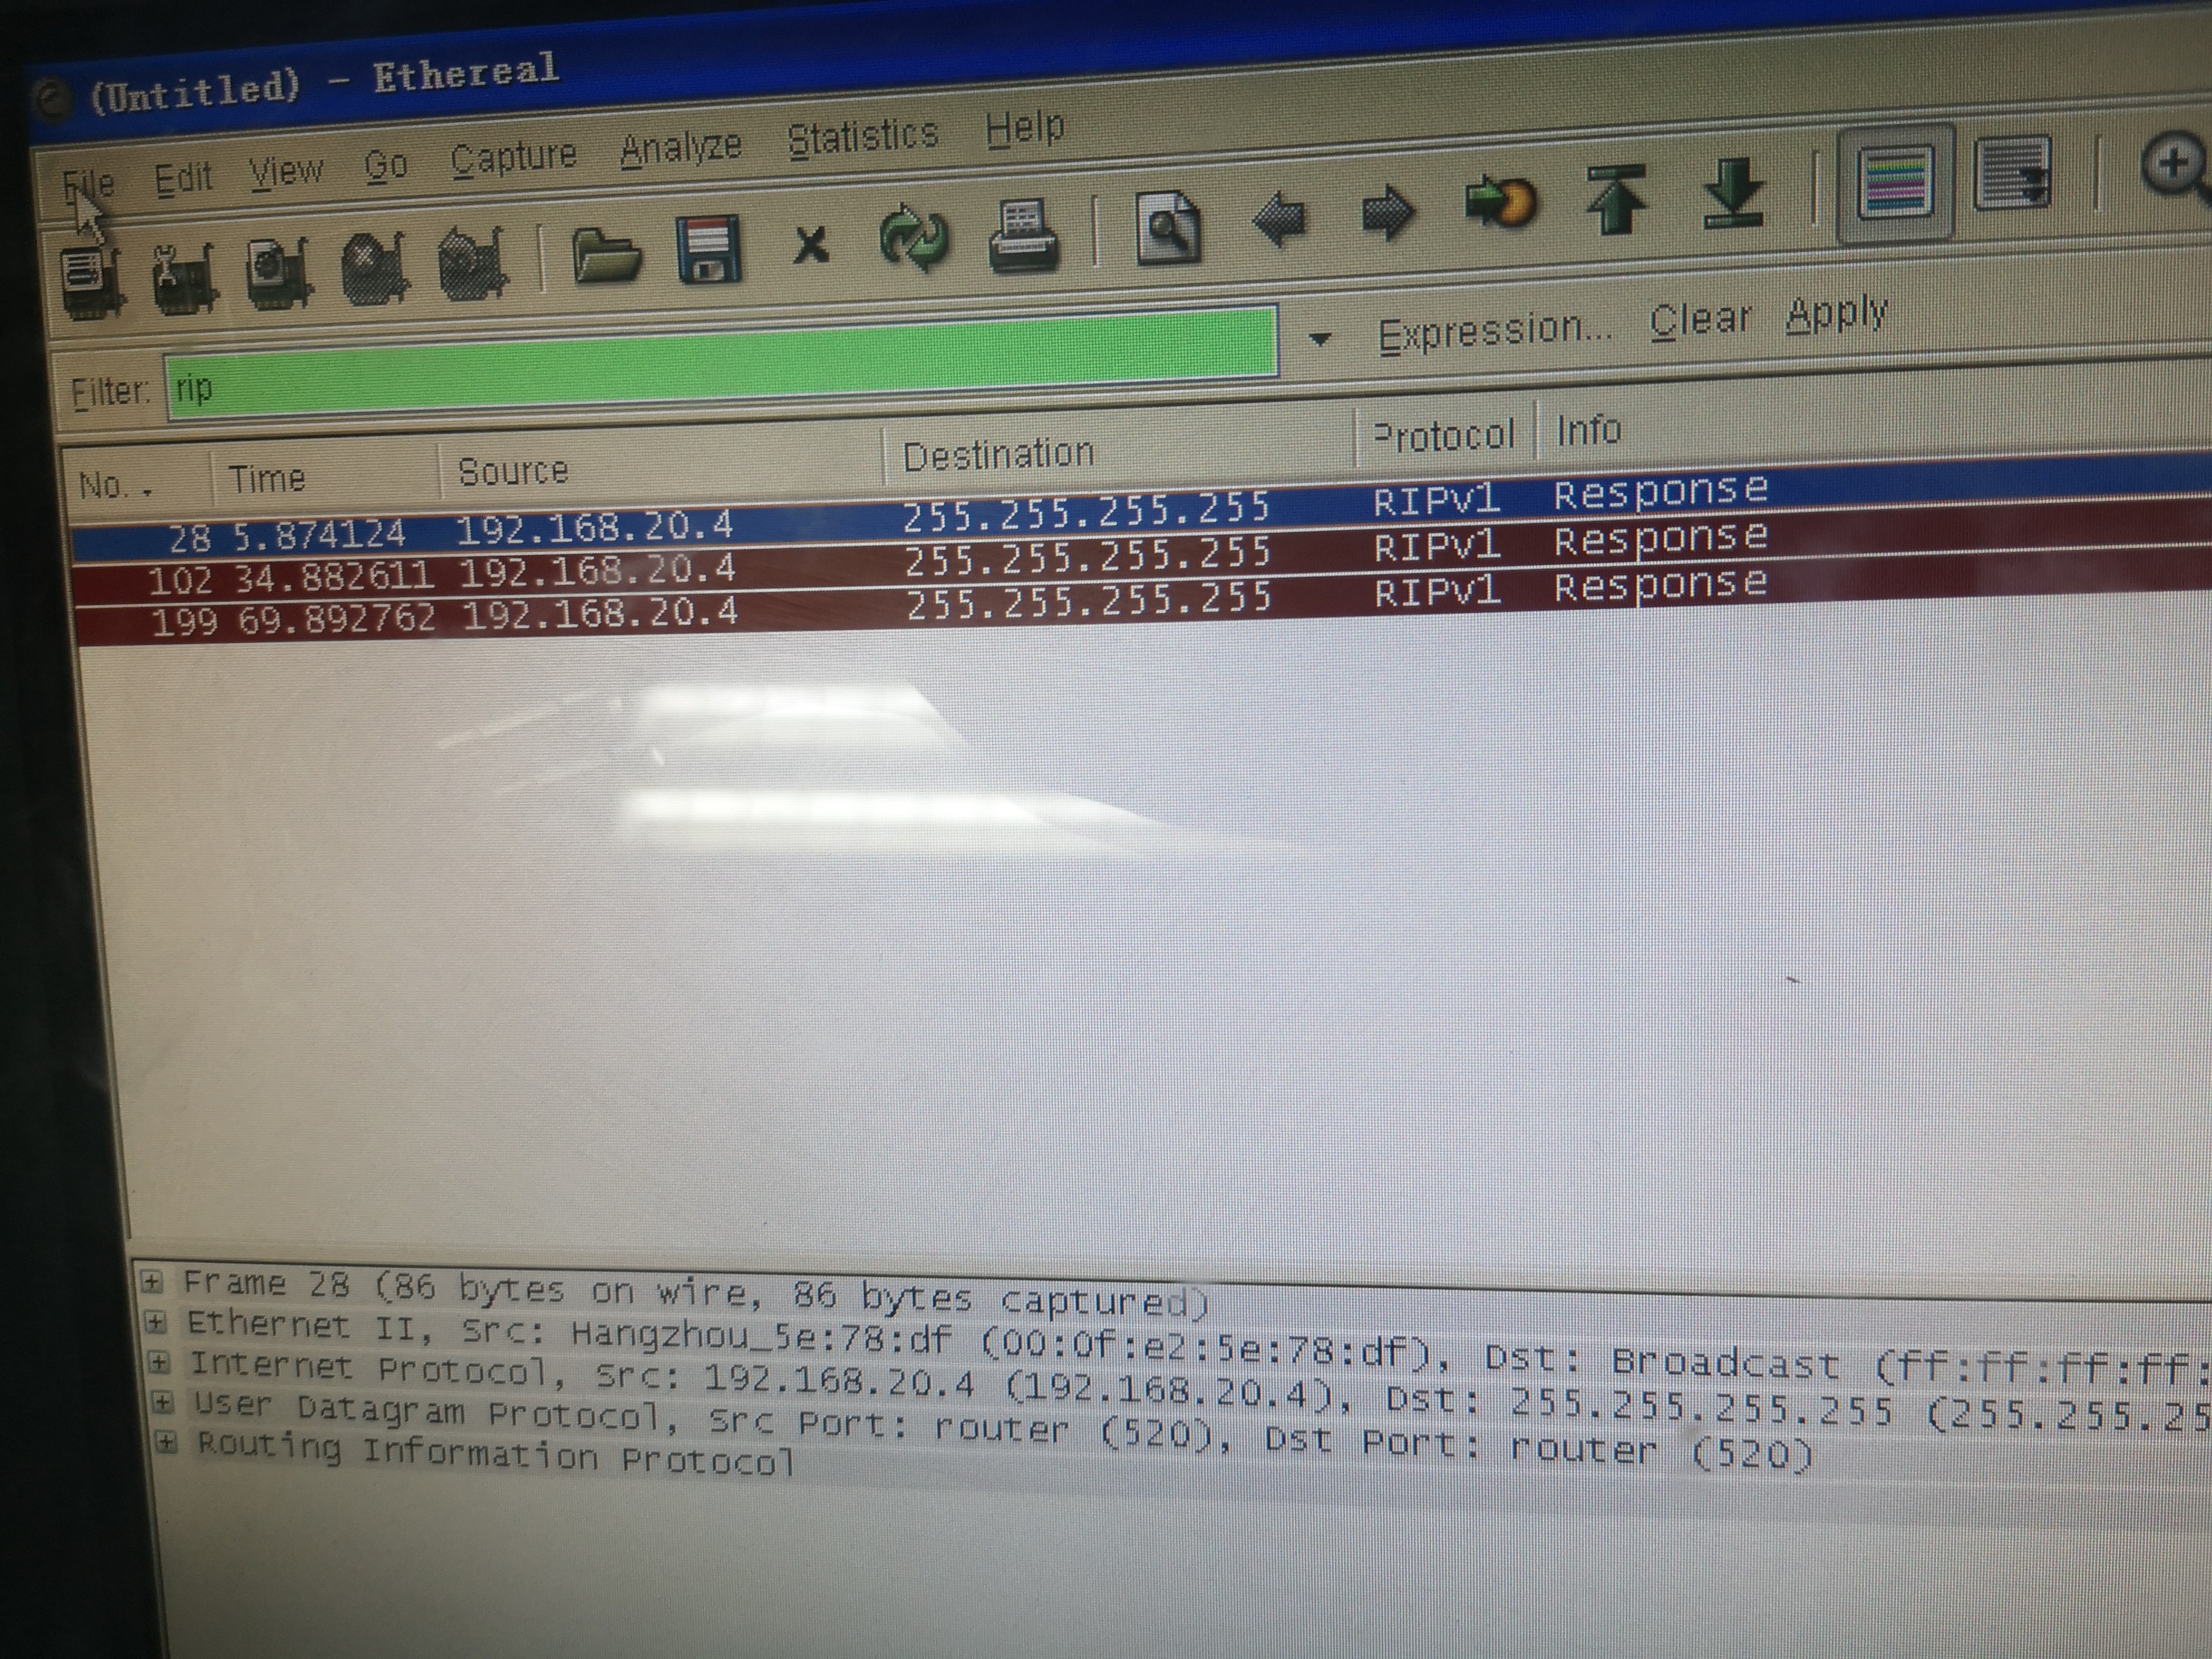 (Untitled) - Ethereal
File Edit View Go Capture Analyze Statistics Help
Filter: rip Expression... Clear Apply
No. Time Source Destination Protocol Info
28 5.874124 192.168.20.4 255.255.255.255 RIPv1 Response
102 34.882611 192.168.20.4 255.255.255.255 RIPv1 Response
199 69.892762 192.168.20.4 255.255.255.255 RIPv1 Response
Frame 28 (86 bytes on wire, 86 bytes captured)
Ethernet II, Src: Hangzhou_5e:78:df (00:0f:e2:5e:78:df), Dst: Broadcast (ff:ff:ff:ff:
Internet Protocol, Src: 192.168.20.4 (192.168.20.4), Dst: 255.255.255.255 (255.255.25
User Datagram Protocol, Src Port: router (520), Dst Port: router (520)
Routing Information Protocol